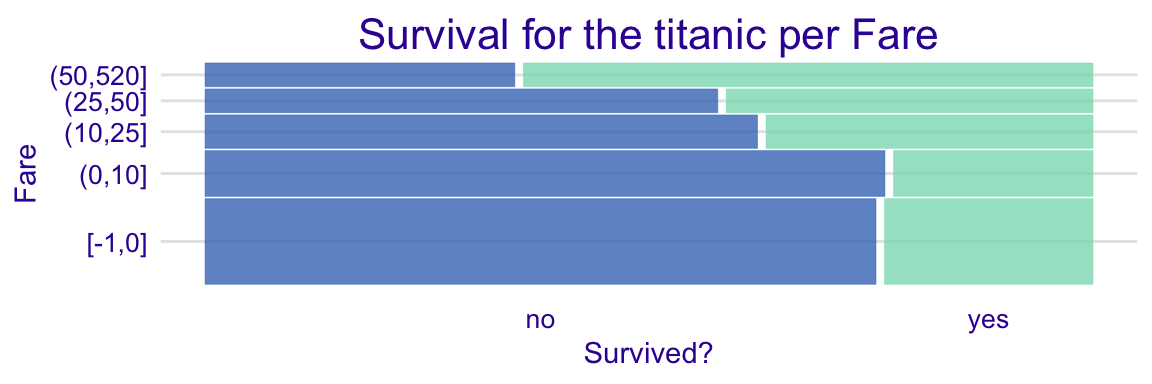 Survival for the titanic per Fare
(50,520]
(25,50]
(10,25]
(0,10]
[-1,0]
Fare
no yes
Survived?